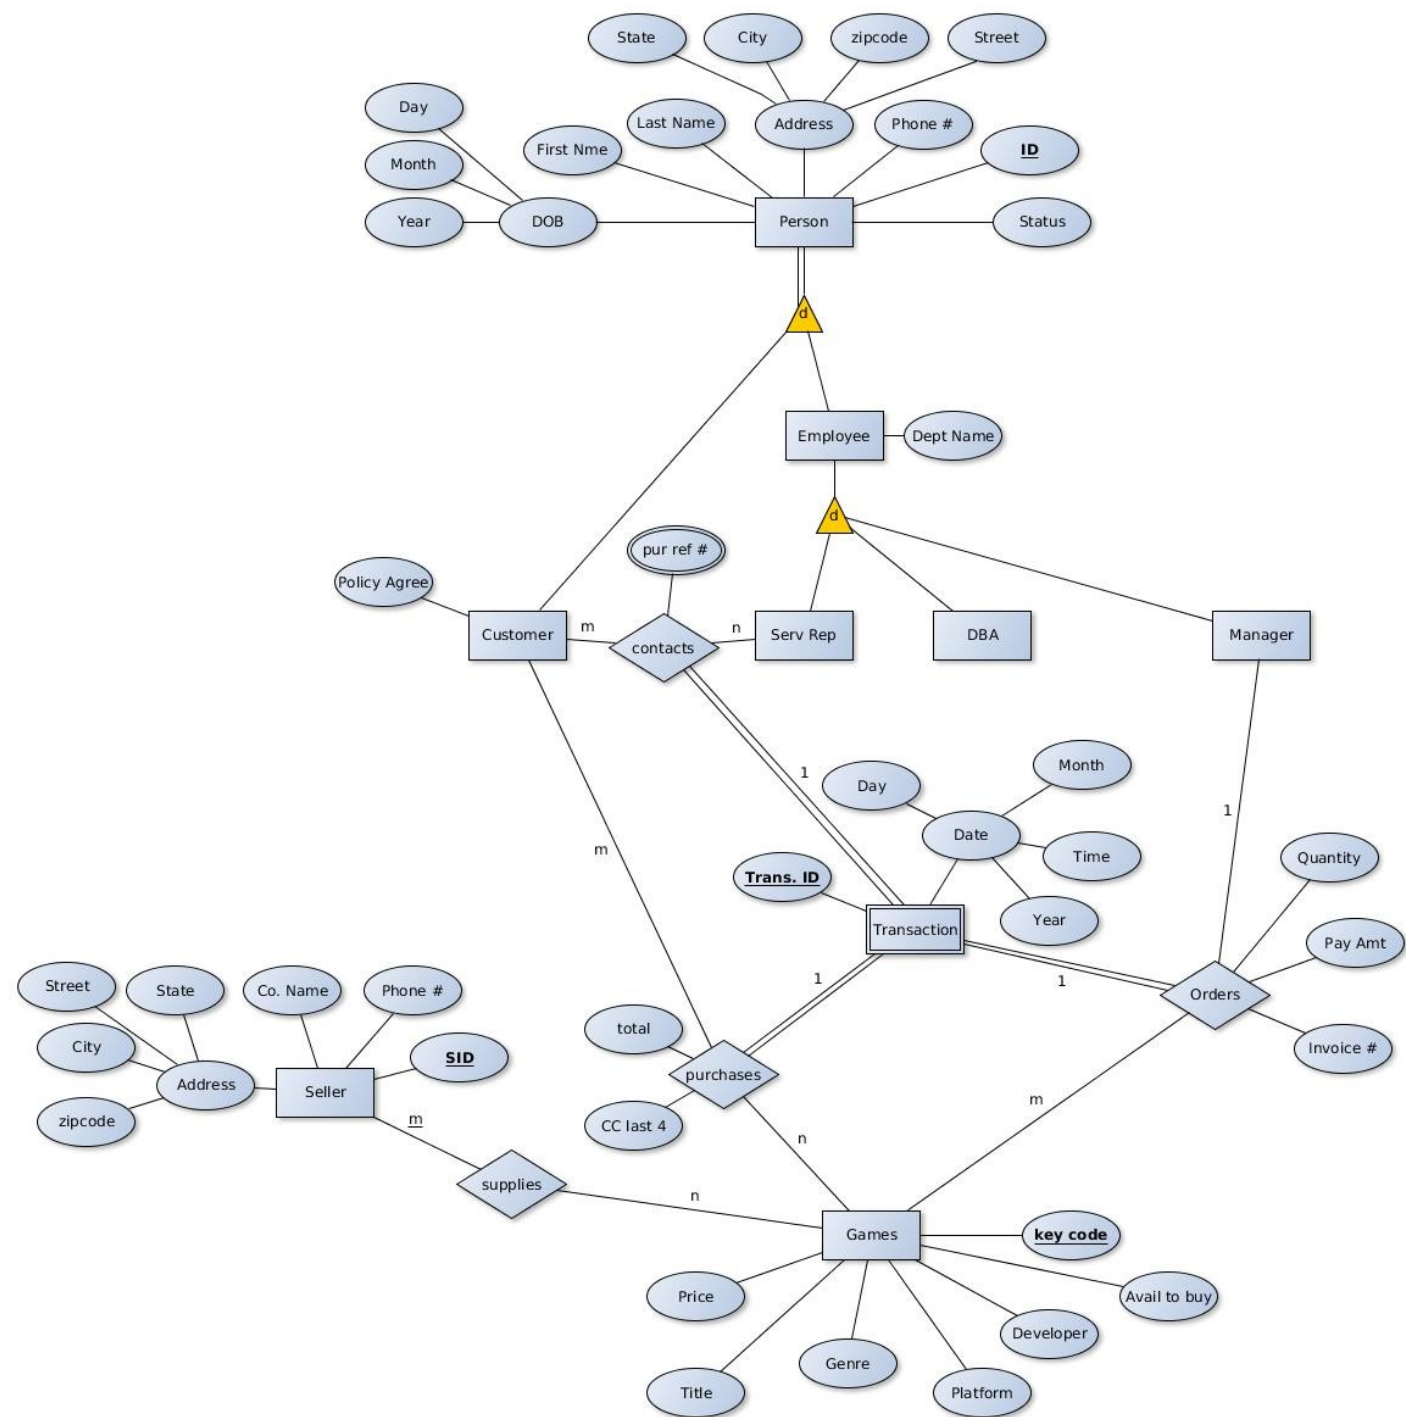 State
City
zipcode
Street
Day
Last Name
Address
Phone #
First Nme
ID
Month
Year
DOB
Person
Status
d
Employee
Dept Name
d
pur ref #
Policy Agree
Customer
m
contacts
n
Serv Rep
DBA
Manager
1
Day
Month
Date
1
m
Time
Quantity
Trans. ID
Year
Transaction
Pay Amt
1
1
Orders
Street
State
Co. Name
Phone #
total
City
SID
Invoice #
Address
Seller
purchases
zipcode
m
CC last 4
m
n
supplies
n
Games
key code
Price
Avail to buy
Developer
Genre
Title
Platform